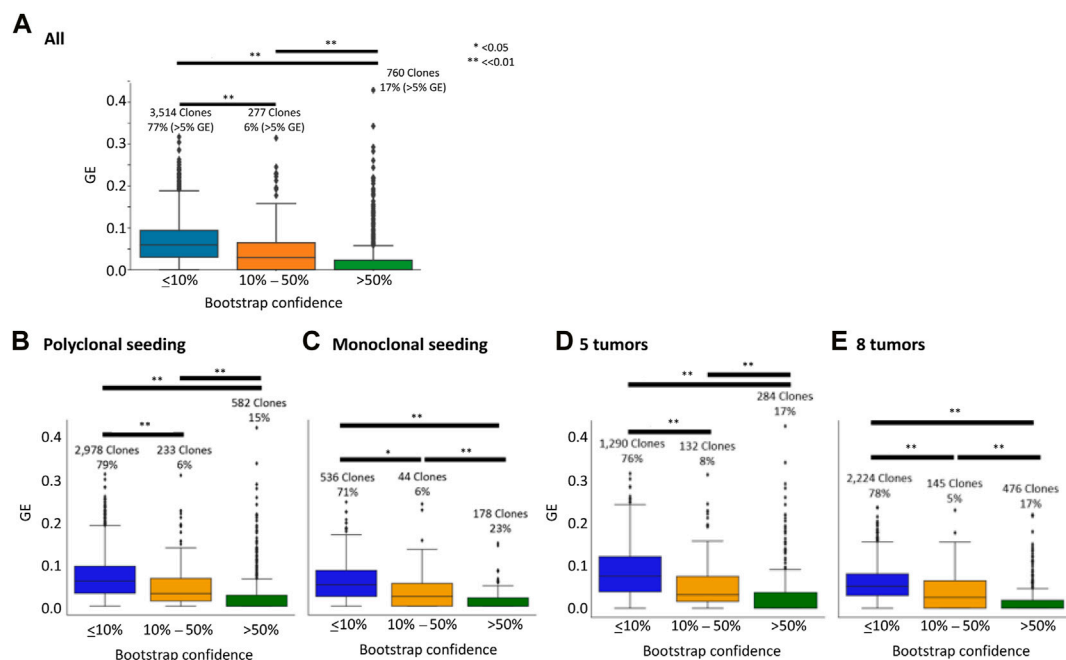 A All
* <0.05
** <<0.01
**
**
**
760 Clones
17% (>5% GE)
3,514 Clones
77% (>5% GE)
277 Clones
6% (>5% GE)
GE
0.4
0.3
0.2
0.1
0.0
≤10% 10% – 50% >50%
Bootstrap confidence
B Polyclonal seeding
**
**
**
582 Clones
15%
2,978 Clones
79%
233 Clones
6%
GE
0.4
0.3
0.2
0.1
0.0
≤10% 10% – 50% >50%
Bootstrap confidence
C Monoclonal seeding
**
*
**
536 Clones
71%
44 Clones
6%
178 Clones
23%
≤10% 10% – 50% >50%
Bootstrap confidence
D 5 tumors
**
**
**
284 Clones
17%
1,290 Clones
76%
132 Clones
8%
GE
0.4
0.3
0.2
0.1
0.0
≤10% 10% – 50% >50%
Bootstrap confidence
E 8 tumors
**
**
**
2,224 Clones
78%
145 Clones
5%
476 Clones
17%
≤10% 10% – 50% >50%
Bootstrap confidence